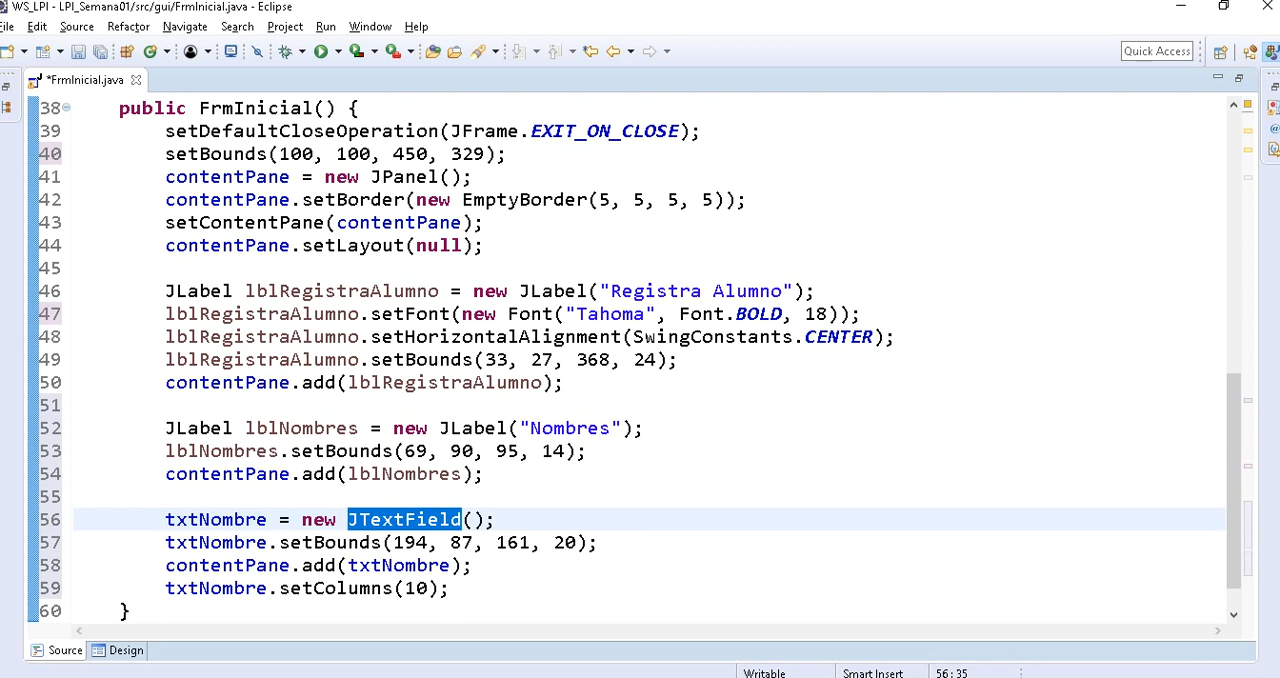 WS_LPI - LPI_Semana01/src/gui/FrmInicial.java - Eclipse
File Edit Source Refactor Navigate Search Project Run Window Help
Quick Access
*FrmInicial.java
38 public FrmInicial() {
39 setDefaultCloseOperation(JFrame.EXIT_ON_CLOSE);
40 setBounds(100, 100, 450, 329);
41 contentPane = new JPanel();
42 contentPane.setBorder(new EmptyBorder(5, 5, 5, 5));
43 setContentPane(contentPane);
44 contentPane.setLayout(null);
45
46 JLabel lblRegistraAlumno = new JLabel("Registra Alumno");
47 lblRegistraAlumno.setFont(new Font("Tahoma", Font.BOLD, 18));
48 lblRegistraAlumno.setHorizontalAlignment(SwingConstants.CENTER);
49 lblRegistraAlumno.setBounds(33, 27, 368, 24);
50 contentPane.add(lblRegistraAlumno);
51
52 JLabel lblNombres = new JLabel("Nombres");
53 lblNombres.setBounds(69, 90, 95, 14);
54 contentPane.add(lblNombres);
55
56 txtNombre = new JTextField();
57 txtNombre.setBounds(194, 87, 161, 20);
58 contentPane.add(txtNombre);
59 txtNombre.setColumns(10);
60 }
Source Design
Writable Smart Insert 56:35